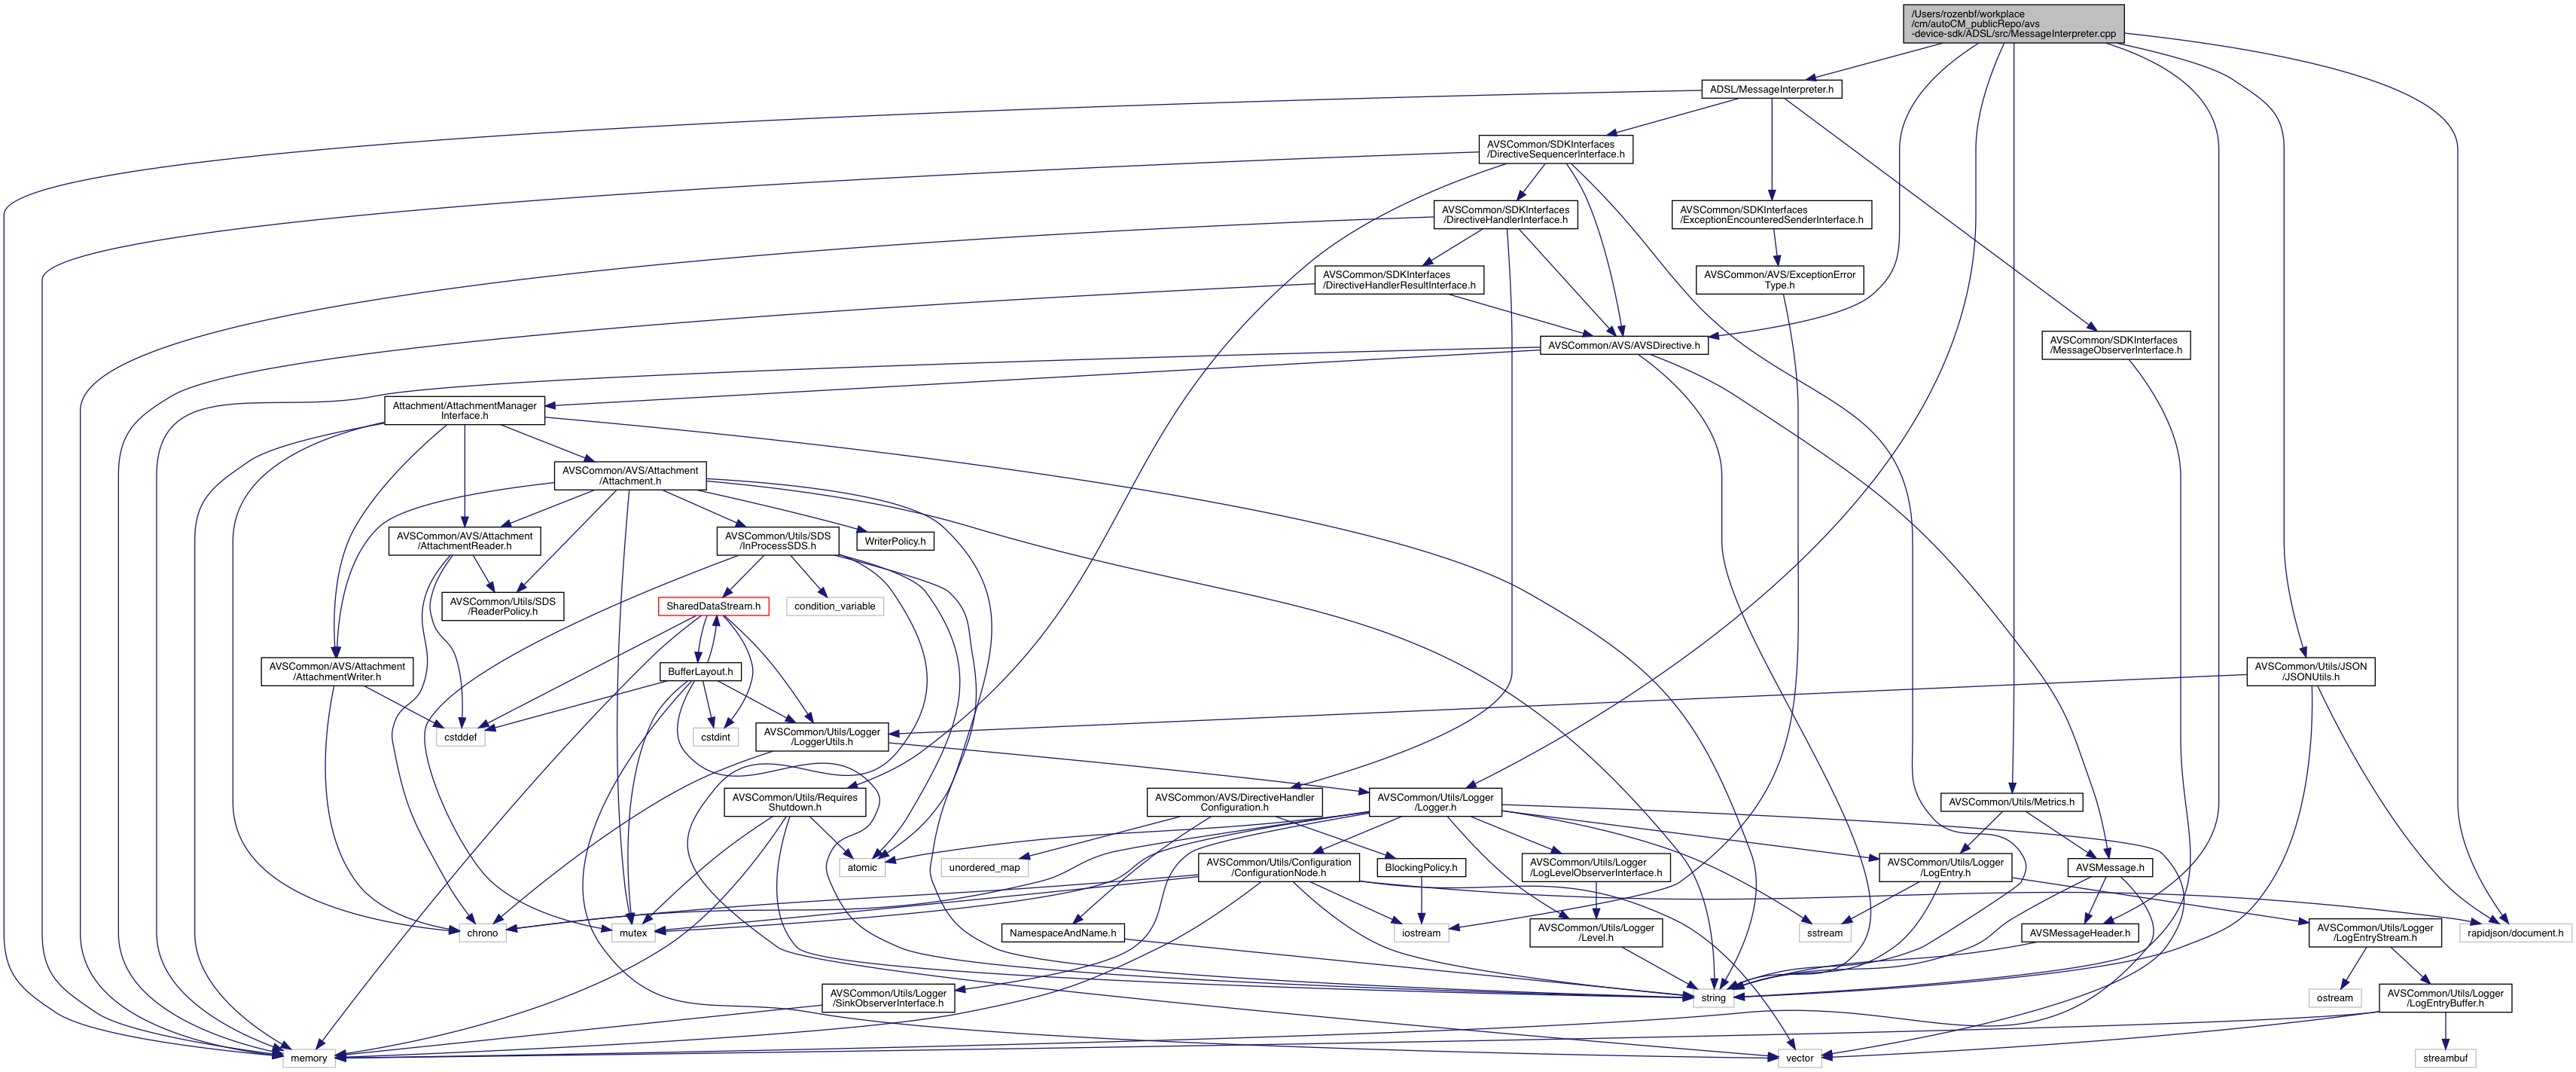 /Users/rozenbf/workplace
/cm/autoCM_publicRepo/avs
-device-sdk/ADSL/src/MessageInterpreter.cpp
ADSL/MessageInterpreter.h
AVSCommon/SDKInterfaces
/DirectiveSequencerInterface.h
AVSCommon/SDKInterfaces
/DirectiveHandlerInterface.h
AVSCommon/SDKInterfaces
/ExceptionEncounteredSenderInterface.h
AVSCommon/SDKInterfaces
/DirectiveHandlerResultInterface.h
AVSCommon/AVS/ExceptionError
Type.h
AVSCommon/AVS/AVSDirective.h
AVSCommon/SDKInterfaces
/MessageObserverInterface.h
Attachment/AttachmentManager
Interface.h
AVSCommon/AVS/Attachment
/Attachment.h
AVSCommon/AVS/Attachment
/AttachmentReader.h
AVSCommon/Utils/SDS
/InProcessSDS.h
WriterPolicy.h
AVSCommon/Utils/SDS
/ReaderPolicy.h
SharedDataStream.h
condition_variable
AVSCommon/AVS/Attachment
/AttachmentWriter.h
BufferLayout.h
AVSCommon/Utils/JSON
/JSONUtils.h
cstddef
cstdint
AVSCommon/Utils/Logger
/LoggerUtils.h
AVSCommon/Utils/Requires
Shutdown.h
AVSCommon/AVS/DirectiveHandler
Configuration.h
AVSCommon/Utils/Logger
/Logger.h
AVSCommon/Utils/Metrics.h
atomic
unordered_map
AVSCommon/Utils/Configuration
/ConfigurationNode.h
BlockingPolicy.h
AVSCommon/Utils/Logger
/LogLevelObserverInterface.h
AVSCommon/Utils/Logger
/LogEntry.h
AVSMessage.h
chrono
mutex
NamespaceAndName.h
iostream
AVSCommon/Utils/Logger
/Level.h
sstream
AVSMessageHeader.h
AVSCommon/Utils/Logger
/LogEntryStream.h
rapidjson/document.h
AVSCommon/Utils/Logger
/SinkObserverInterface.h
string
ostream
AVSCommon/Utils/Logger
/LogEntryBuffer.h
memory
vector
streambuf